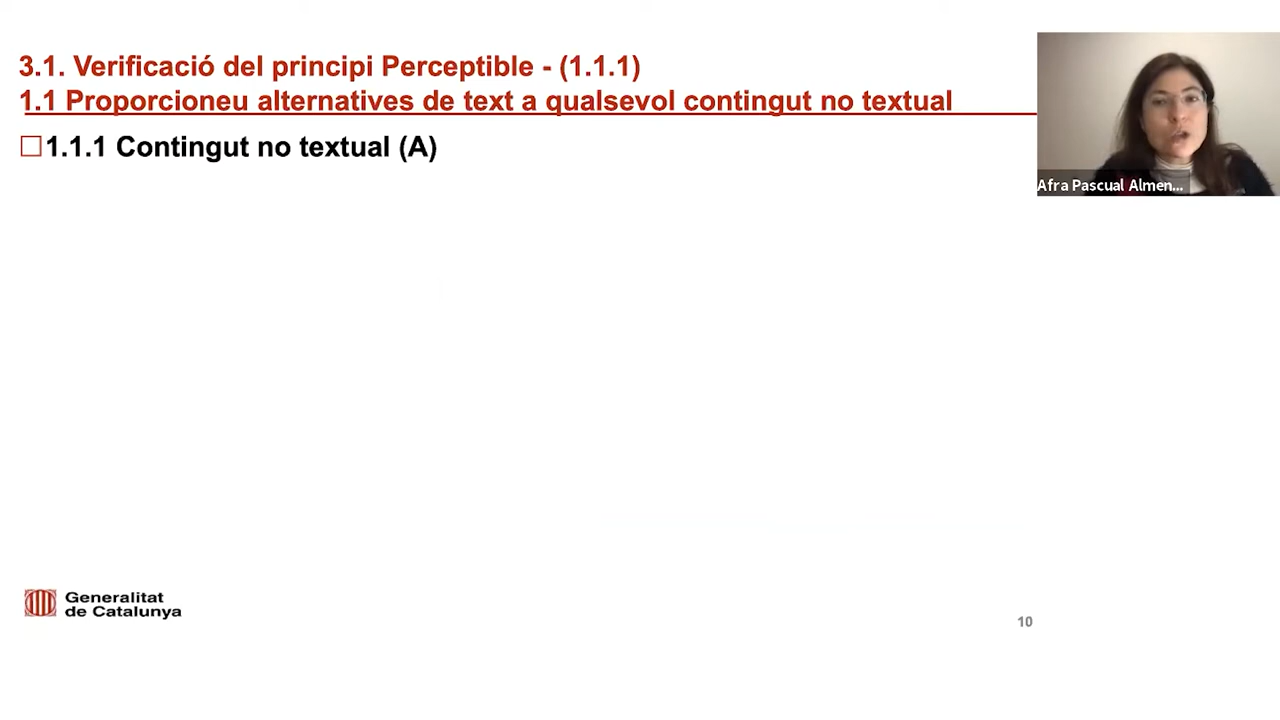 3.1. Verificació del principi Perceptible - (1.1.1)
1.1 Proporcioneu alternatives de text a qualsevol contingut no textual
1.1.1 Contingut no textual (A)
Afra Pascual Almen...
Generalitat
de Catalunya
10